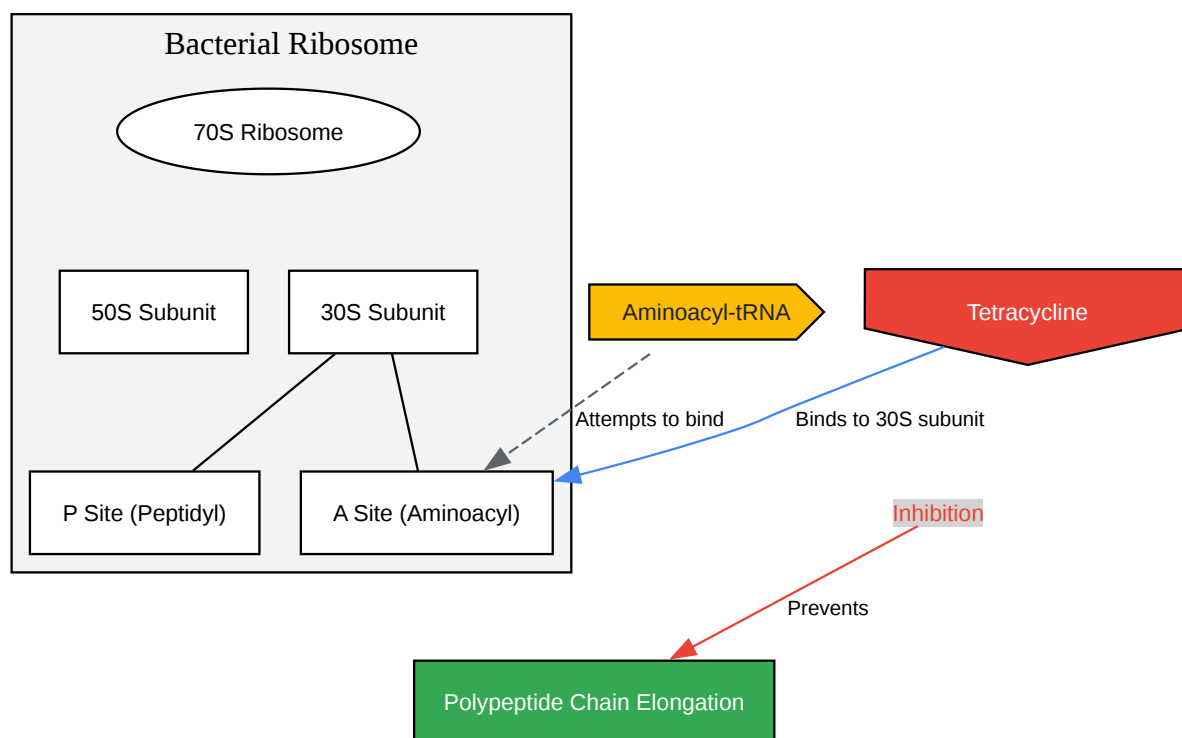 Bacterial Ribosome
70S Ribosome
50S Subunit
30S Subunit
Aminoacyl-tRNA
Tetracycline
Attempts to bind
Binds to 30S subunit
P Site (Peptidyl)
A Site (Aminoacyl)
Inhibition
Prevents
Polypeptide Chain Elongation